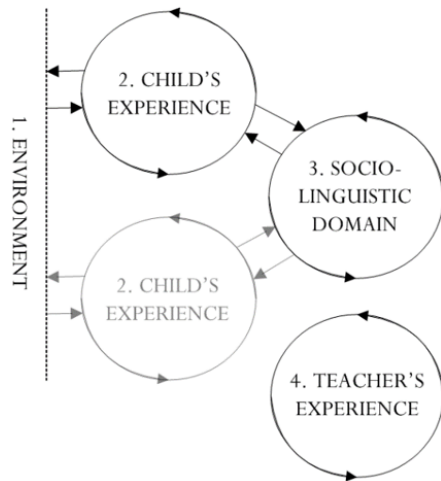 1. ENVIRONMENT
2. CHILD'S
EXPERIENCE
3. SOCIO-
LINGUISTIC
DOMAIN
2. CHILD'S
EXPERIENCE
4. TEACHER'S
EXPERIENCE